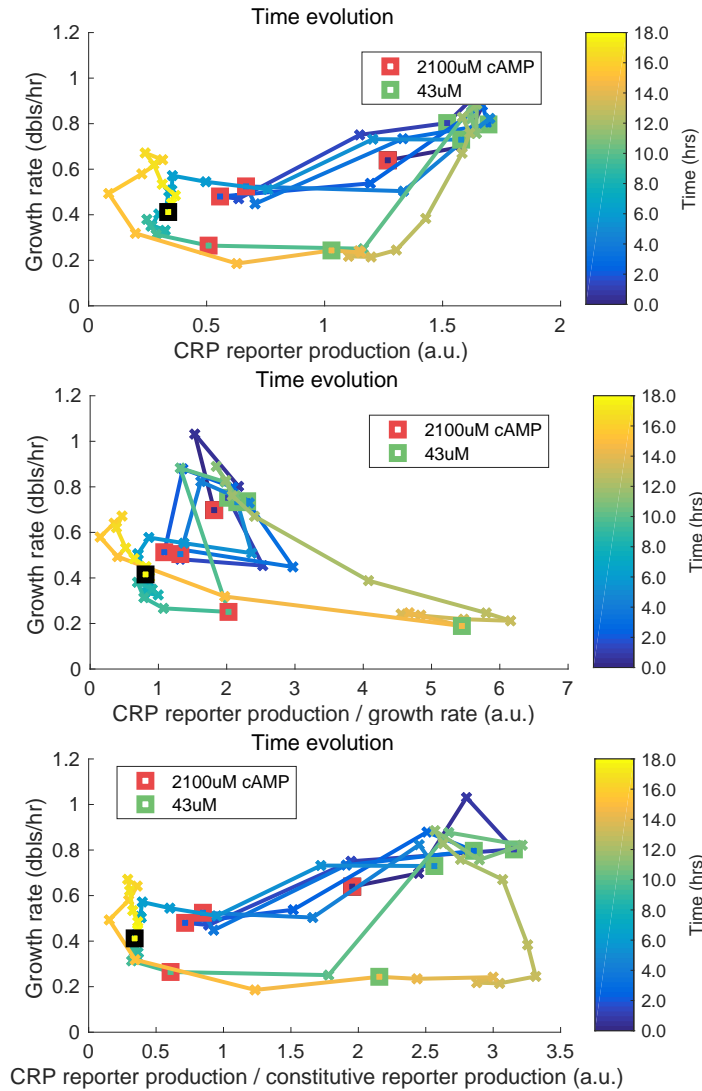 Time evolution
1.2
1
0.8
0.6
0.4
0.2
0
0 0.5 1 1.5 2
Growth rate (dbls/hr)
CRP reporter production (a.u.)
2100uM cAMP
43uM
18.0
16.0
14.0
12.0
10.0
8.0
6.0
4.0
2.0
0.0
Time (hrs)
Time evolution
1.2
1
0.8
0.6
0.4
0.2
0
0 1 2 3 4 5 6 7
Growth rate (dbls/hr)
CRP reporter production / growth rate (a.u.)
2100uM cAMP
43uM
18.0
16.0
14.0
12.0
10.0
8.0
6.0
4.0
2.0
0.0
Time (hrs)
Time evolution
1.2
1
0.8
0.6
0.4
0.2
0
0 0.5 1 1.5 2 2.5 3 3.5
Growth rate (dbls/hr)
CRP reporter production / constitutive reporter production (a.u.)
2100uM cAMP
43uM
18.0
16.0
14.0
12.0
10.0
8.0
6.0
4.0
2.0
0.0
Time (hrs)